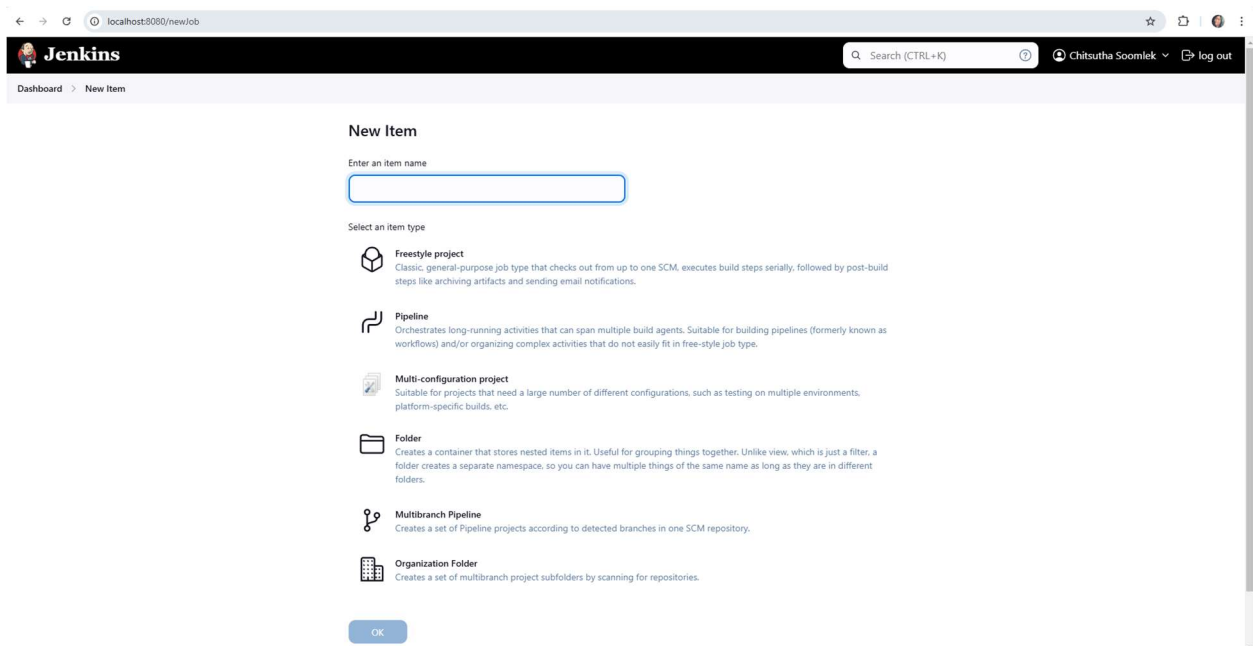 localhost:8080/newJob
Jenkins
Search (CTRL+K)
Chitsutha Soomlek
log out
Dashboard > New Item
New Item
Enter an item name
Select an item type
Freestyle project
Classic, general-purpose job type that checks out from up to one SCM, executes build steps serially, followed by post-build
steps like archiving artifacts and sending email notifications.
Pipeline
Orchestrates long-running activities that can span multiple build agents. Suitable for building pipelines (formerly known as
workflows) and/or organizing complex activities that do not easily fit in free-style job type.
Multi-configuration project
Suitable for projects that need a large number of different configurations, such as testing on multiple environments,
platform-specific builds, etc.
Folder
Creates a container that stores nested items in it. Useful for grouping things together. Unlike view, which is just a filter, a
folder creates a separate namespace, so you can have multiple things of the same name as long as they are in different
folders.
Multibranch Pipeline
Creates a set of Pipeline projects according to detected branches in one SCM repository.
Organization Folder
Creates a set of multibranch project subfolders by scanning for repositories.
OK